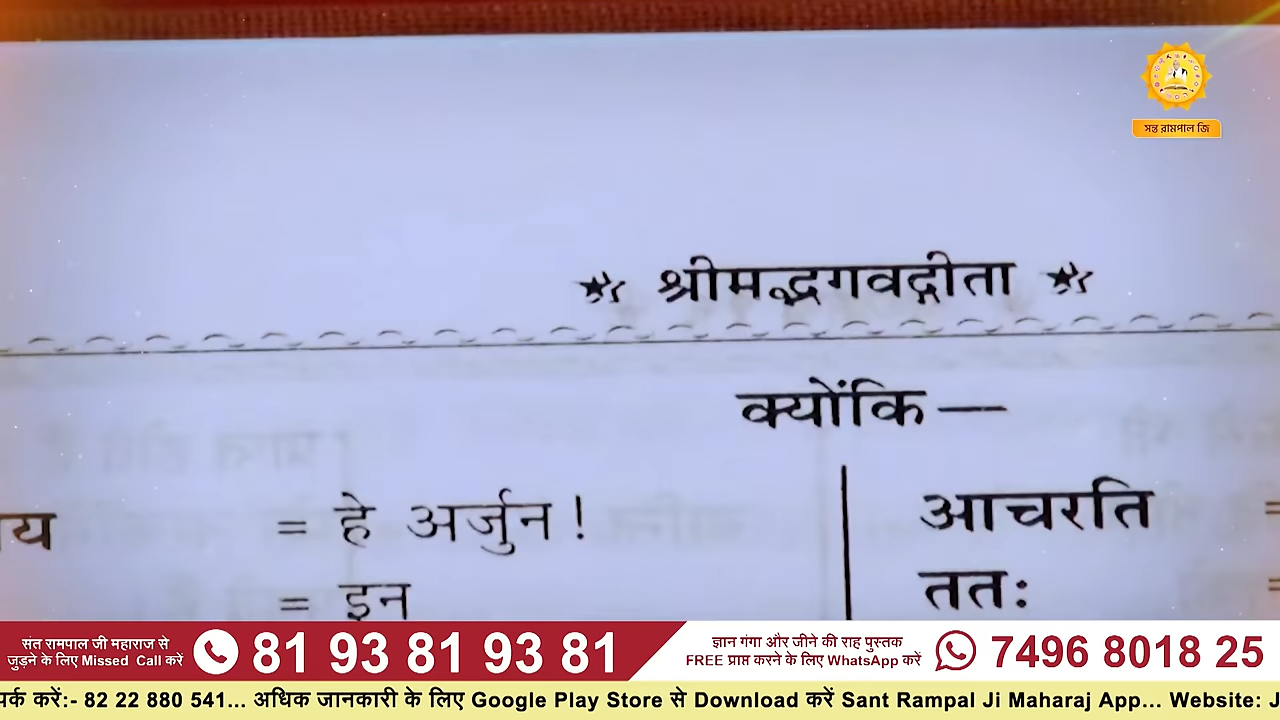 সন্ত রামপাল জি
श्रीमद्भगवद्गीता
क्योंकि —
= हे अर्जुन !
= इन
आचरति =
ततः =
संत रामपाल जी महाराज से
जुड़ने के लिए Missed Call करें
81 93 81 93 81
ज्ञान गंगा और जीने की राह पुस्तक
FREE प्राप्त करने के लिए WhatsApp करें
7496 8018 25
करें:- 82 22 880 541... अधिक जानकारी के लिए Google Play Store से Download करें Sant Rampal Ji Maharaj App... Website: J